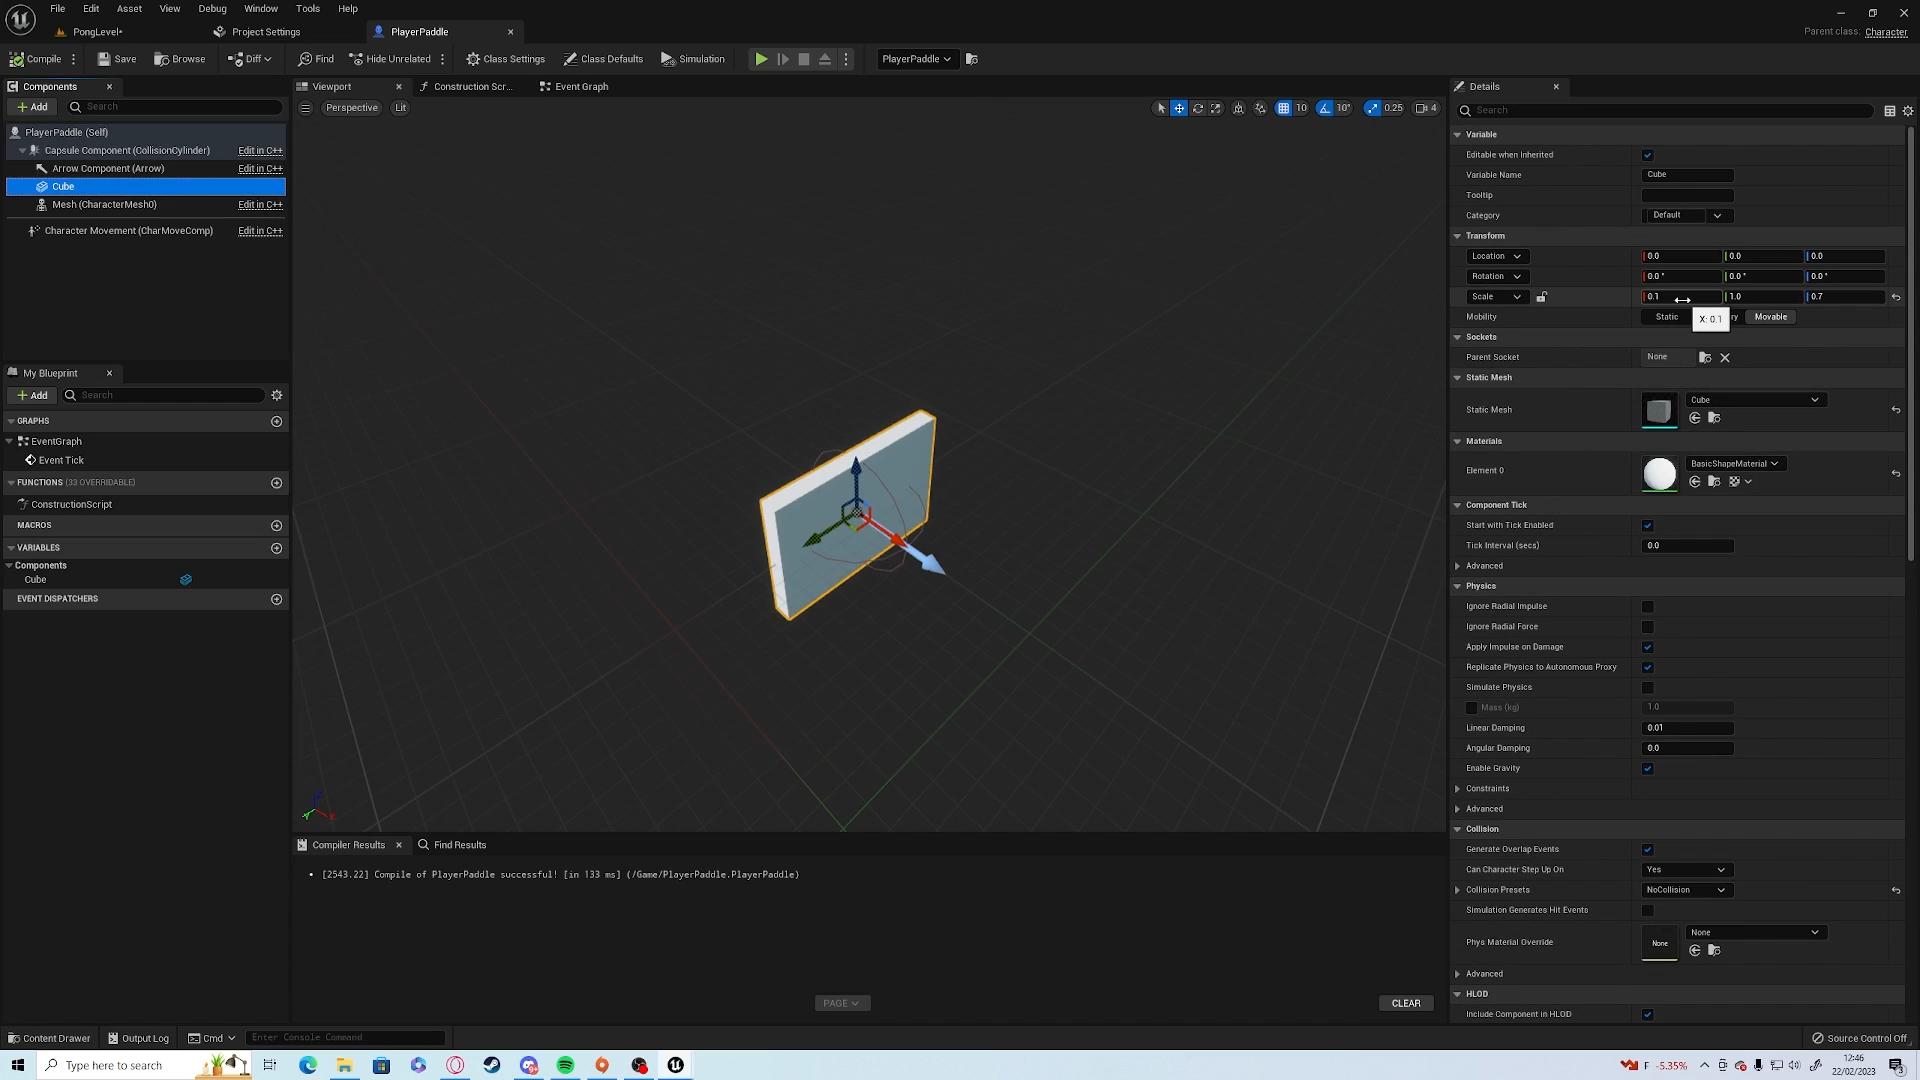 File Edit Asset View Debug Window Tools Help
PongLevel* Project Settings PlayerPaddle
Parent class: Character
Compile Save Browse Diff Find Hide Unrelated Class Settings Class Defaults Simulation PlayerPaddle
Components
Add Search
PlayerPaddle (Self)
Capsule Component (CollisionCylinder) Edit in C++
Arrow Component (Arrow) Edit in C++
Cube
Mesh (CharacterMesh0) Edit in C++
Character Movement (CharMoveComp) Edit in C++
My Blueprint
Add Search
GRAPHS
EventGraph
Event Tick
FUNCTIONS (33 OVERRIDABLE)
ConstructionScript
MACROS
VARIABLES
Components
Cube
EVENT DISPATCHERS
Viewport Construction Scr... Event Graph
Perspective Lit 10 10° 0.25 4
Compiler Results Find Results
[2543.22] Compile of PlayerPaddle successful! [in 133 ms] (/Game/PlayerPaddle.PlayerPaddle)
PAGE CLEAR
Details
Search
Variable
Editable when Inherited
Variable Name Cube
Tooltip
Category Default
Transform
Location 0.0 0.0 0.0
Rotation 0.0 ° 0.0 ° 0.0 °
Scale 0.1 1.0 0.7
Mobility Static Movable
X: 0.1
Sockets
Parent Socket None
Static Mesh
Static Mesh Cube
Materials
Element 0 BasicShapeMaterial
Component Tick
Start with Tick Enabled
Tick Interval (secs) 0.0
Advanced
Physics
Ignore Radial Impulse
Ignore Radial Force
Apply Impulse on Damage
Replicate Physics to Autonomous Proxy
Simulate Physics
Mass (kg) 1.0
Linear Damping 0.01
Angular Damping 0.0
Enable Gravity
Constraints
Advanced
Collision
Generate Overlap Events
Can Character Step Up On Yes
Collision Presets NoCollision
Simulation Generates Hit Events
Phys Material Override None None
Advanced
HLOD
Include Component in HLOD
Content Drawer Output Log Cmd Enter Console Command Source Control Off
Type here to search
F -5.35%
12:46
22/02/2023